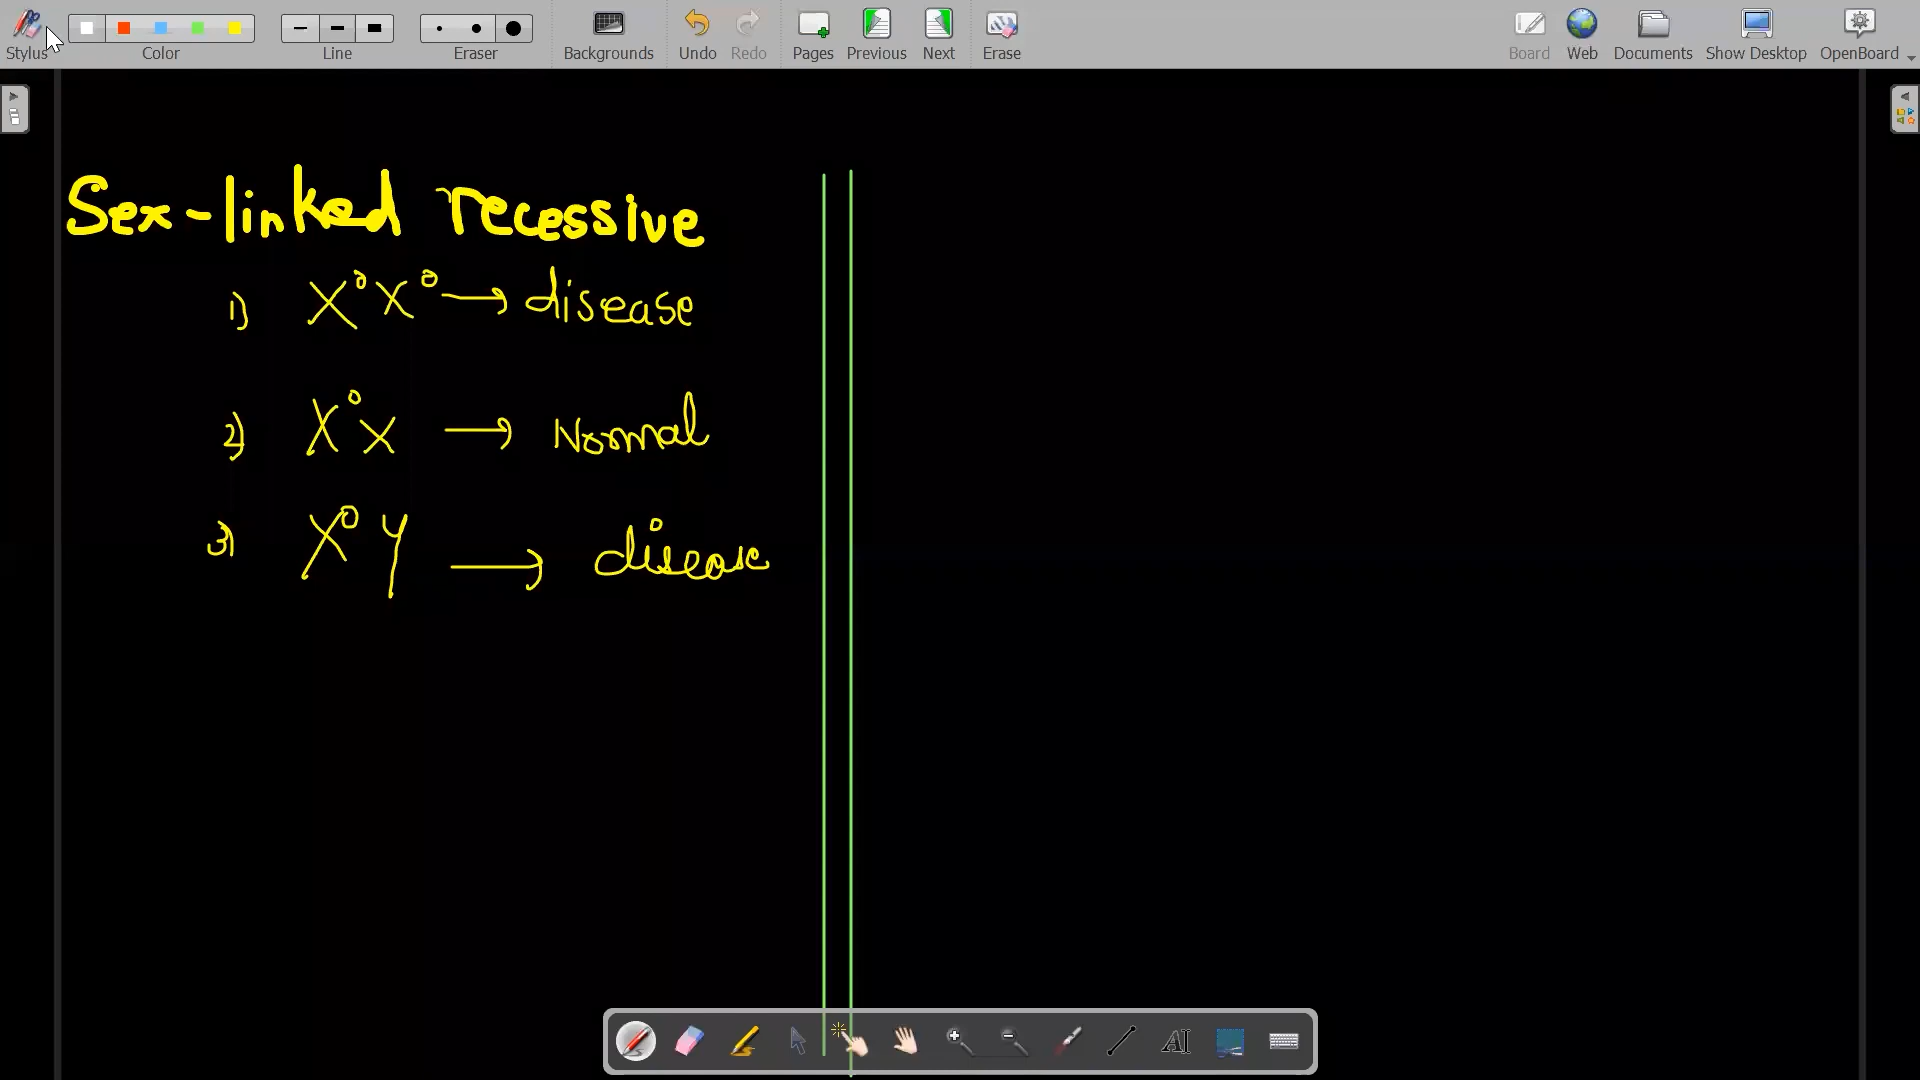 Stylus
Color
Line
Eraser
Backgrounds
Undo
Redo
Pages
Previous
Next
Erase
Board
Web
Documents
Show Desktop
OpenBoard
Sex-linked recessive
1) X°X° → disease
2) X°X → Normal
3) X°Y → disease